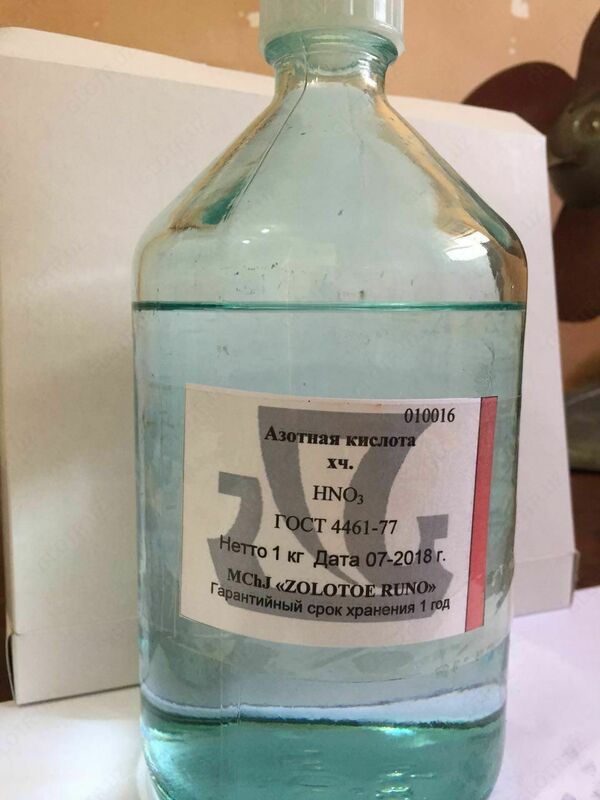 010016
Азотная кислота
хч.
HNO₃
ГОСТ 4461-77
Нетто 1 кг Дата 07-2018 г.
MChJ «ZOLOTOE RUNO»
Гарантийный срок хранения 1 год